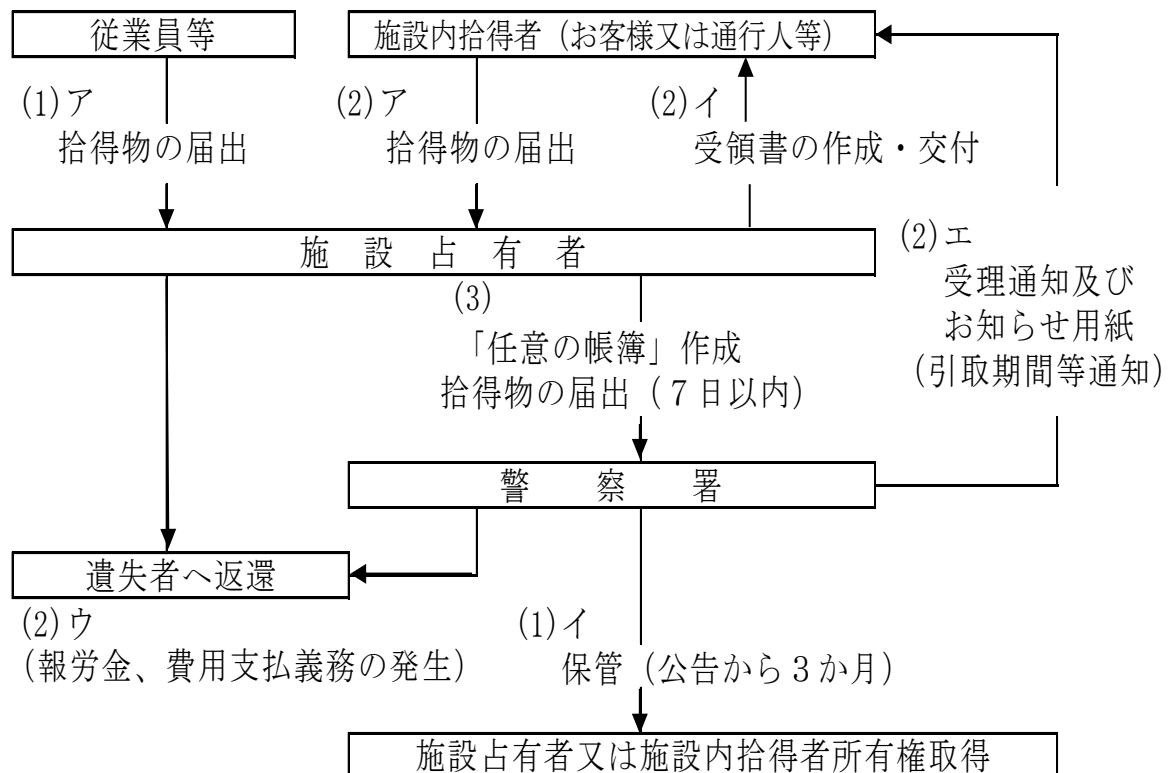 従業員等
施設内拾得者（お客様又は通行人等）
(1)ア
拾得物の届出
(2)ア
拾得物の届出
(2)イ
受領書の作成・交付
施設占有者
(2)エ
受理通知及び
お知らせ用紙
（引取期間等通知）
(3)
「任意の帳簿」作成
拾得物の届出（７日以内）
警察署
遺失者へ返還
(2)ウ
（報労金、費用支払義務の発生）
(1)イ
保管（公告から３か月）
施設占有者又は施設内拾得者所有権取得